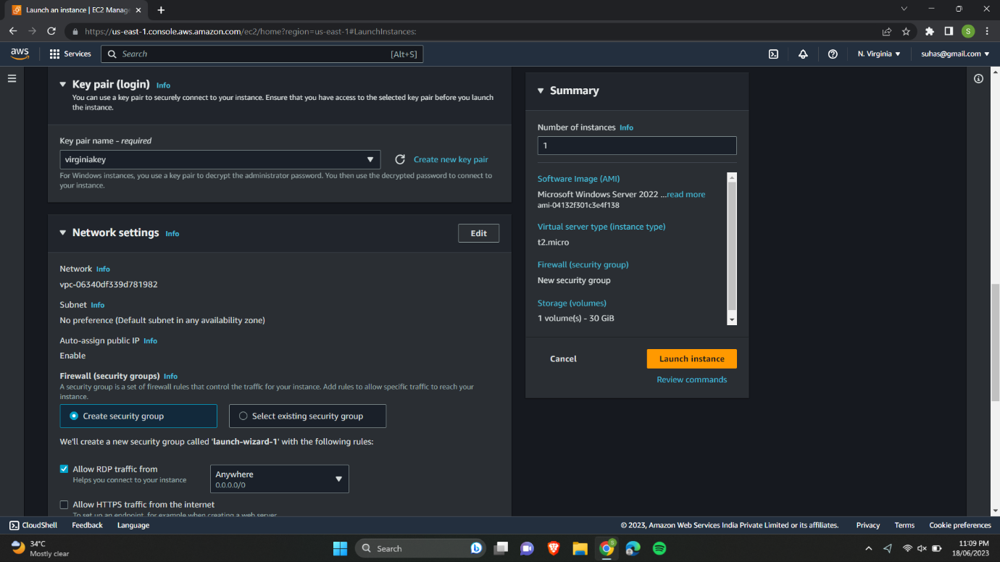 Launch an instance | EC2 Manage
https://us-east-1.console.aws.amazon.com/ec2/home?region=us-east-1#LaunchInstances:
S
aws
Services
Search
[Alt+S]
N. Virginia
suhas@gmail.com
Key pair (login) Info
You can use a key pair to securely connect to your instance. Ensure that you have access to the selected key pair before you launch
the instance.
Key pair name - required
virginiakey
Create new key pair
For Windows instances, you use a key pair to decrypt the administrator password. You then use the decrypted password to connect to
your instance.
Network settings Info
Edit
Network Info
vpc-06340df339d781982
Subnet Info
No preference (Default subnet in any availability zone)
Auto-assign public IP Info
Enable
Firewall (security groups) Info
A security group is a set of firewall rules that control the traffic for your instance. Add rules to allow specific traffic to reach your
instance.
Create security group
Select existing security group
We'll create a new security group called 'launch-wizard-1' with the following rules:
Allow RDP traffic from
Helps you connect to your instance
Anywhere
0.0.0.0/0
Allow HTTPS traffic from the internet
To set up an endpoint, for example when creating a web server
Summary
Number of instances Info
1
Software Image (AMI)
Microsoft Windows Server 2022 ...read more
ami-04132f301c3e4f138
Virtual server type (instance type)
t2.micro
Firewall (security group)
New security group
Storage (volumes)
1 volume(s) - 30 GiB
Cancel
Launch instance
Review commands
CloudShell
Feedback
Language
© 2023, Amazon Web Services India Private Limited or its affiliates.
Privacy
Terms
Cookie preferences
34°C
Mostly clear
Search
S
11:09 PM
18/06/2023